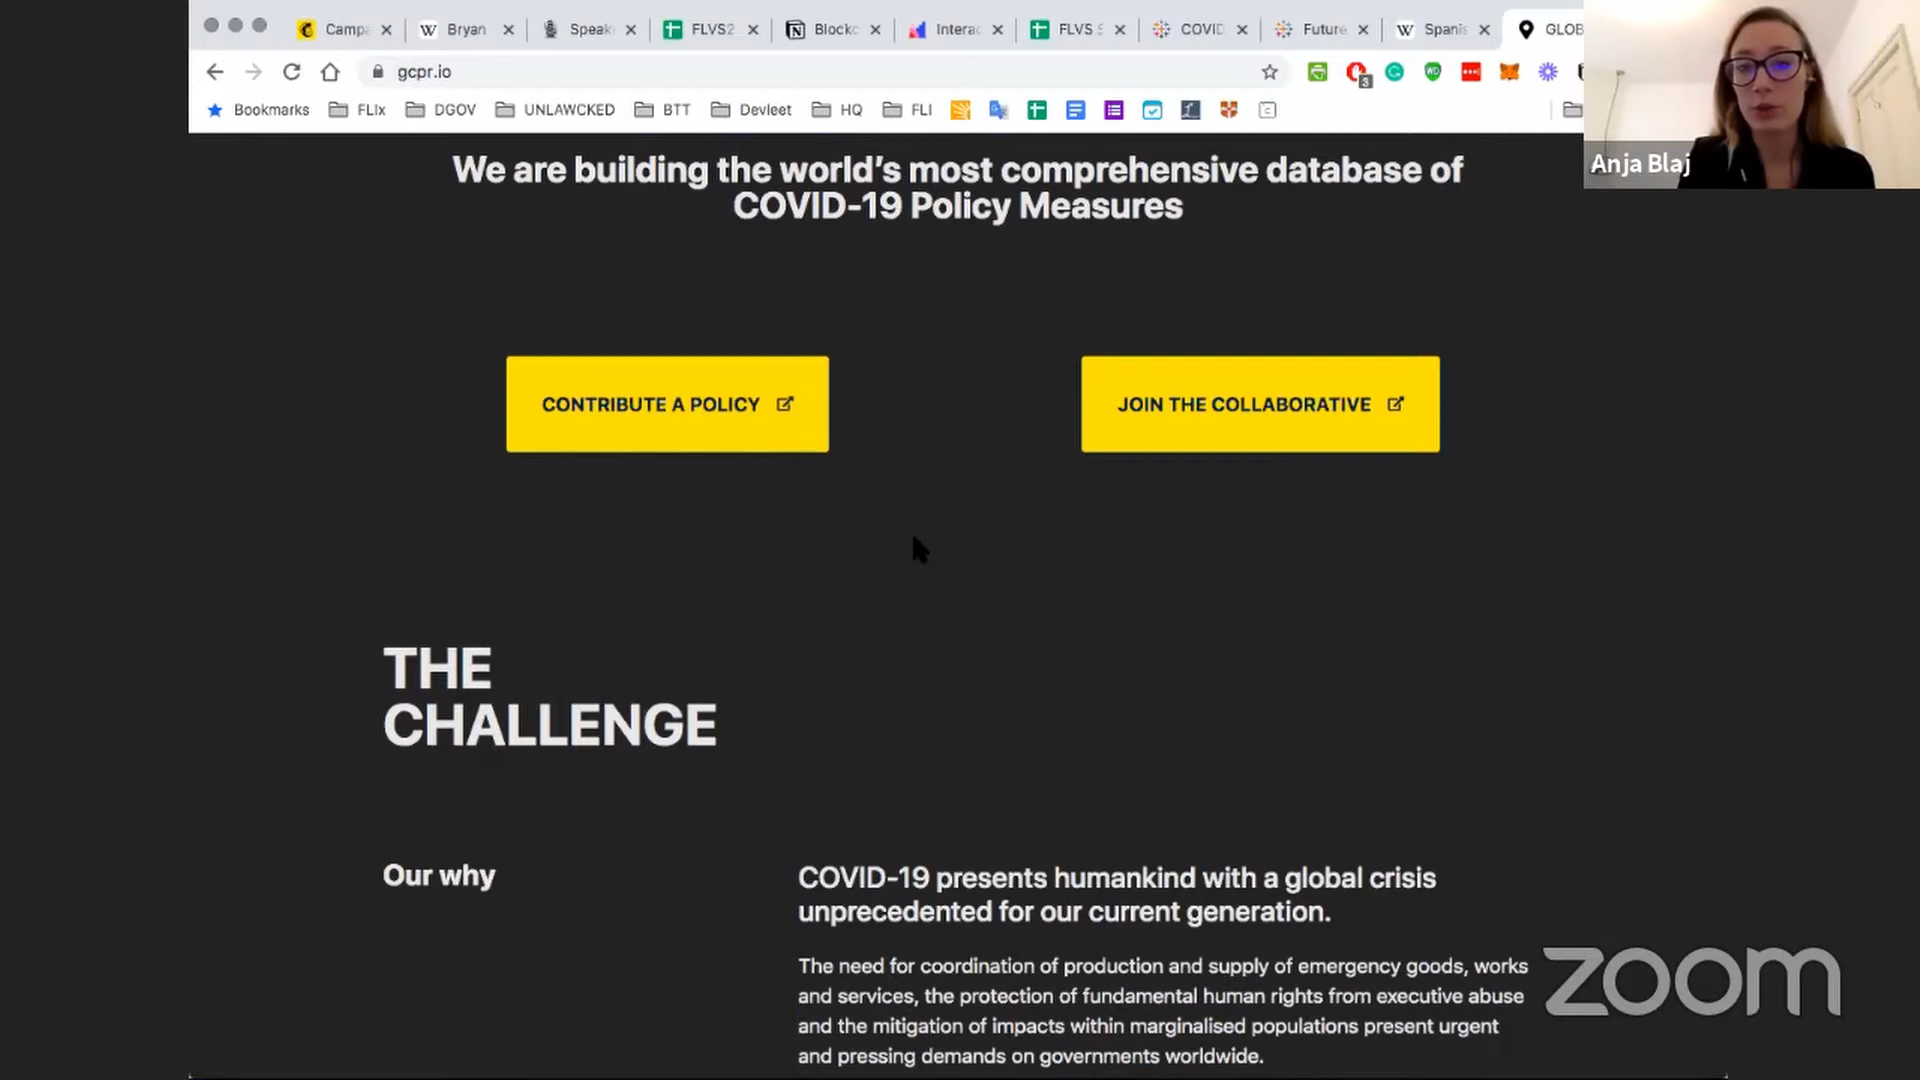 Campa
Bryan
Speak
FLVS2
Blockc
Interac
FLVS S
COVID
Future
Spanis
GLOB
gcpr.io
3
Bookmarks
FLIx
DGOV
UNLAWCKED
BTT
Devleet
HQ
FLI
Anja Blaj
We are building the world's most comprehensive database of
COVID-19 Policy Measures
CONTRIBUTE A POLICY
JOIN THE COLLABORATIVE
THE
CHALLENGE
Our why
COVID-19 presents humankind with a global crisis
unprecedented for our current generation.
The need for coordination of production and supply of emergency goods, works
and services, the protection of fundamental human rights from executive abuse
and the mitigation of impacts within marginalised populations present urgent
and pressing demands on governments worldwide.
zoom